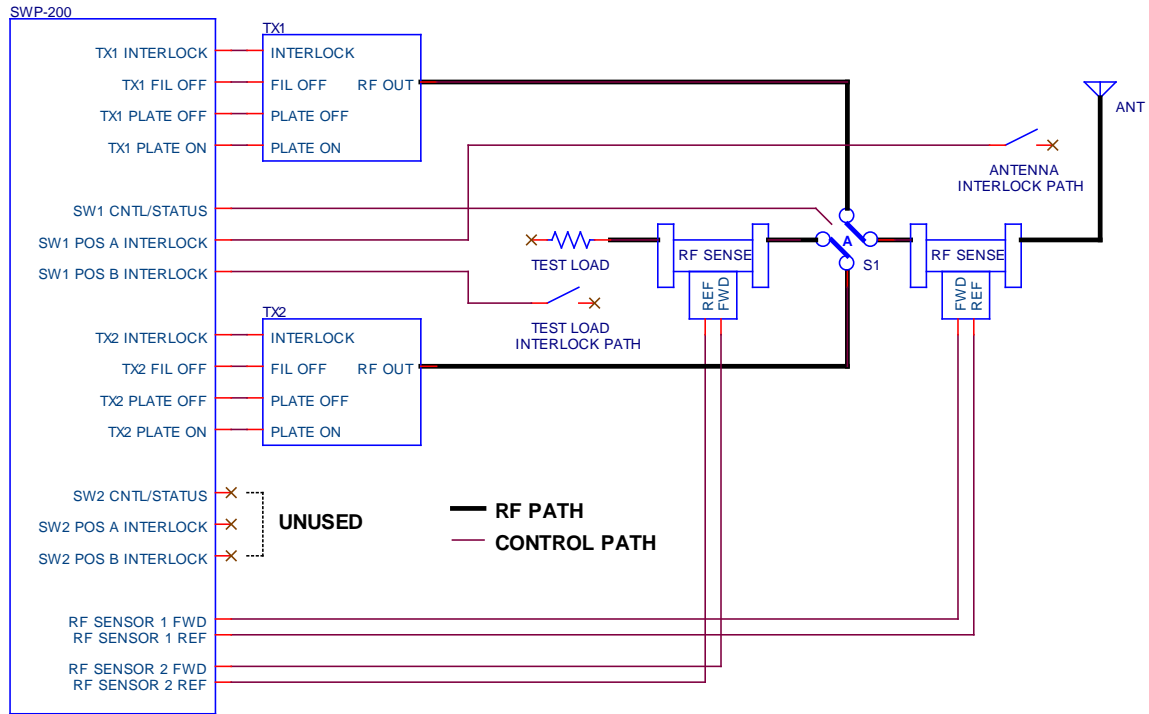 SWP-200
TX1
TX1 INTERLOCK
INTERLOCK
TX1 FIL OFF
FIL OFF
RF OUT
TX1 PLATE OFF
PLATE OFF
TX1 PLATE ON
PLATE ON
ANT
ANTENNA
INTERLOCK PATH
SW1 CNTL/STATUS
SW1 POS A INTERLOCK
SW1 POS B INTERLOCK
TEST LOAD
RF SENSE
REF
FWD
A
S1
RF SENSE
FWD
REF
TEST LOAD
INTERLOCK PATH
TX2
TX2 INTERLOCK
INTERLOCK
TX2 FIL OFF
FIL OFF
RF OUT
TX2 PLATE OFF
PLATE OFF
TX2 PLATE ON
PLATE ON
SW2 CNTL/STATUS
SW2 POS A INTERLOCK
SW2 POS B INTERLOCK
UNUSED
RF PATH
CONTROL PATH
RF SENSOR 1 FWD
RF SENSOR 1 REF
RF SENSOR 2 FWD
RF SENSOR 2 REF